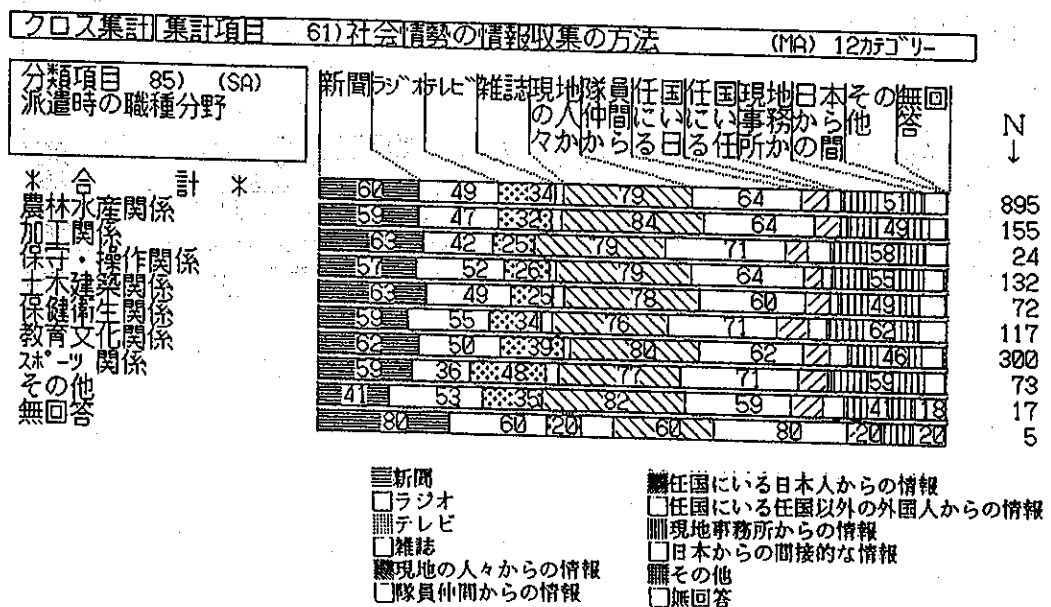 クロス集計 集計項目 61)社会情勢の情報収集の方法 (MA) 12カテゴリー
分類項目 85) (SA)
派遣時の職種分野
新聞 ラジオ テレビ 雑誌 現地の人々か 隊員仲間から 任国にいる日 任国にいる任 現地事務所か 日本からの間 その他 無回答
N
↓
* 合 計 * 60 49 34 79 64 51 895
農林水産関係 59 47 32 84 64 49 155
加工関係 63 42 25 79 71 58 24
保守・操作関係 57 52 26 79 64 55 132
土木建築関係 63 49 25 78 60 49 72
保健衛生関係 59 55 34 76 71 62 117
教育文化関係 62 50 39 80 62 46 300
スポーツ関係 59 36 48 77 71 59 73
その他 41 53 35 82 59 41 18 17
無回答 80 60 20 60 80 20 20 5
新聞
ラジオ
テレビ
雑誌
現地の人々からの情報
隊員仲間からの情報
任国にいる日本人からの情報
任国にいる任国以外の外国人からの情報
現地事務所からの情報
日本からの間接的な情報
その他
無回答